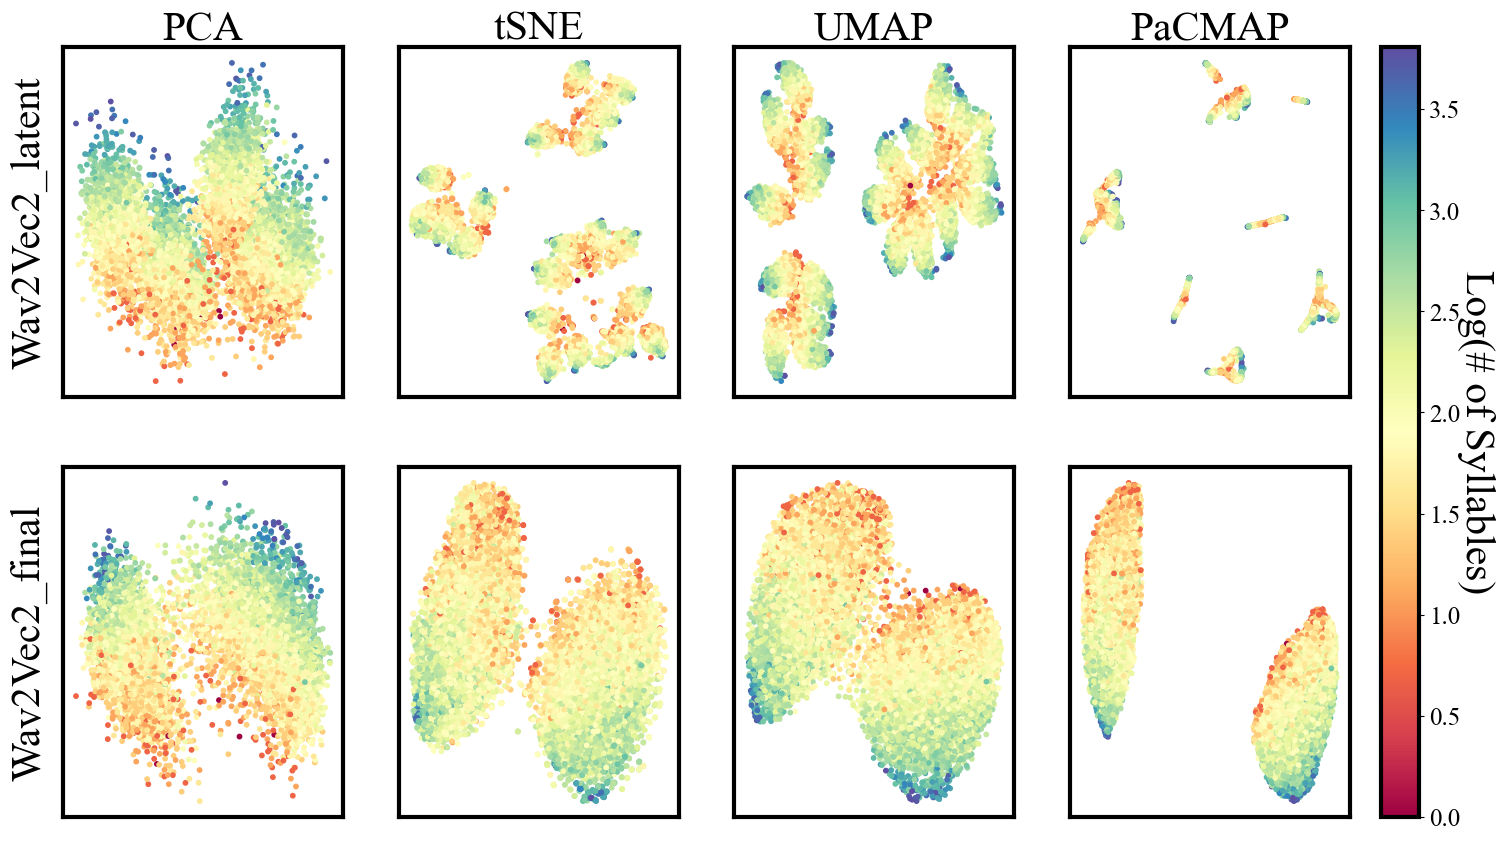 PCA
tSNE
UMAP
PaCMAP
Wav2Vec2_latent
Wav2Vec2_final
3.5
3.0
2.5
2.0
1.5
1.0
0.5
0.0
Log(# of Syllables)